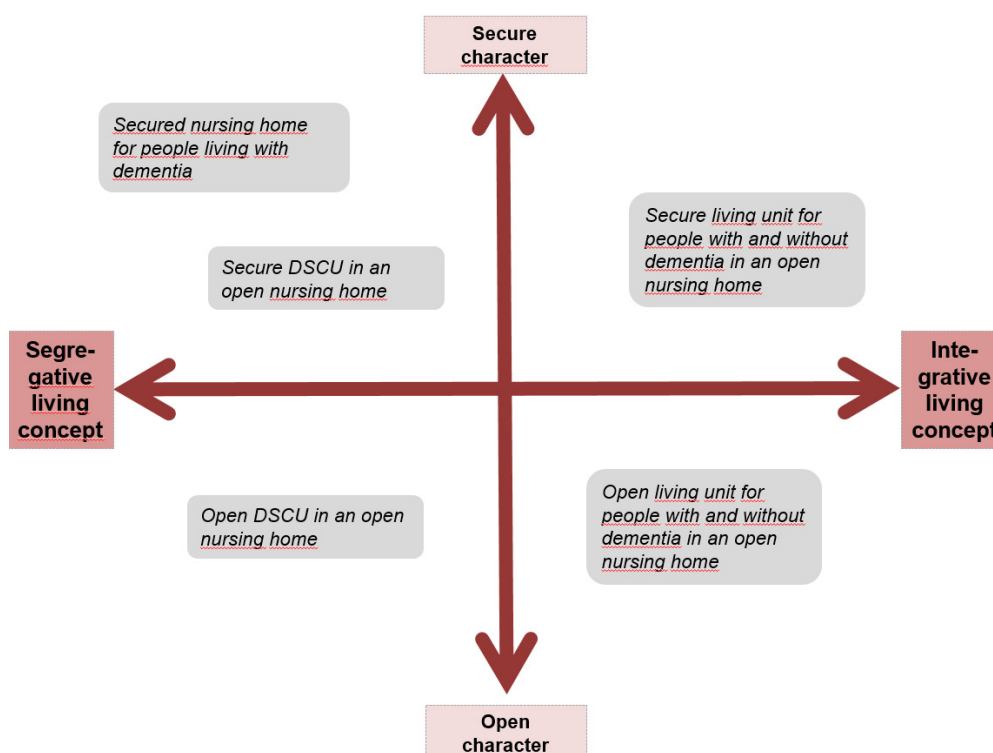 Secure
character
Secured nursing home
for people living with
dementia
Secure living unit for
people with and without
dementia in an open
nursing home
Secure DSCU in an
open nursing home
Segre-
gative
living
concept
Inte-
grative
living
concept
Open DSCU in an open
nursing home
Open living unit for
people with and without
dementia in an open
nursing home
Open
character